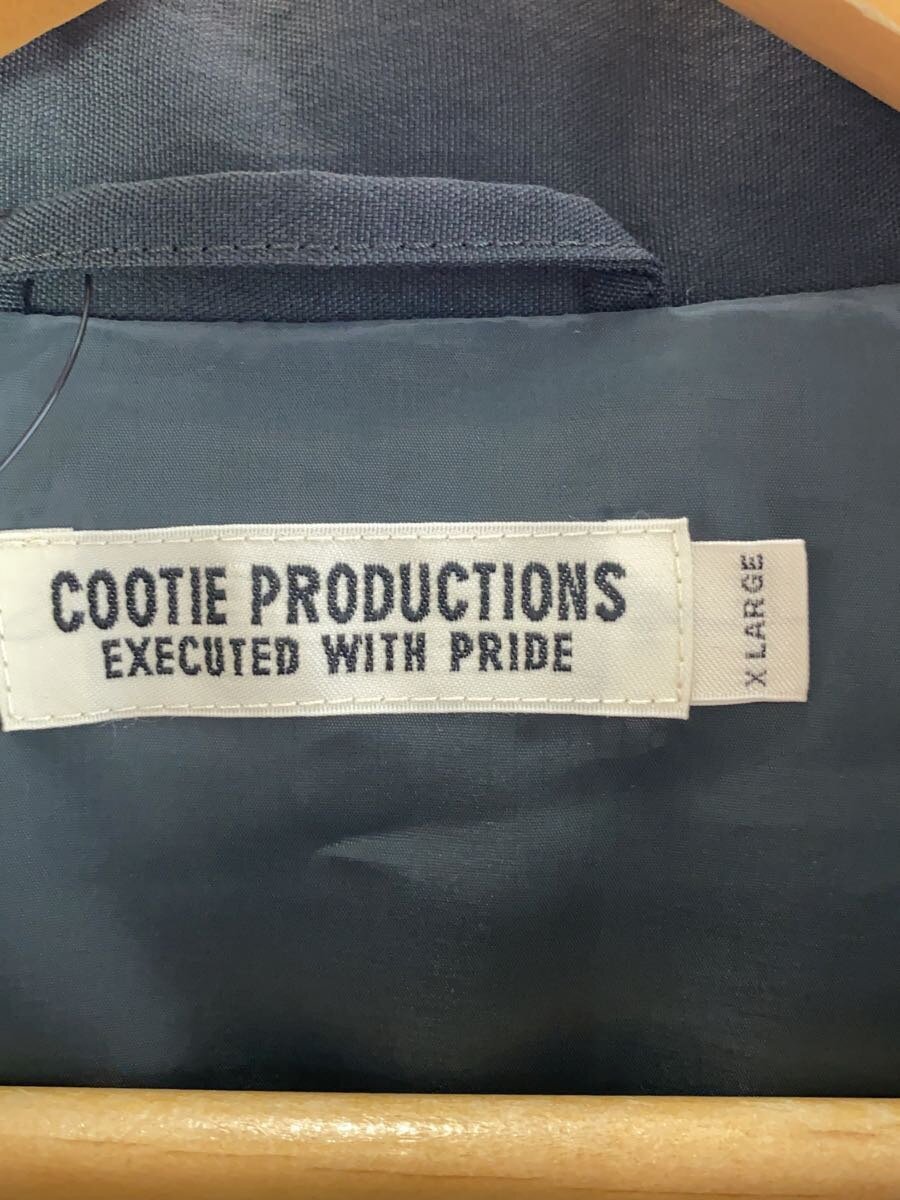 COOTIE PRODUCTIONS
EXECUTED WITH PRIDE
X LARGE